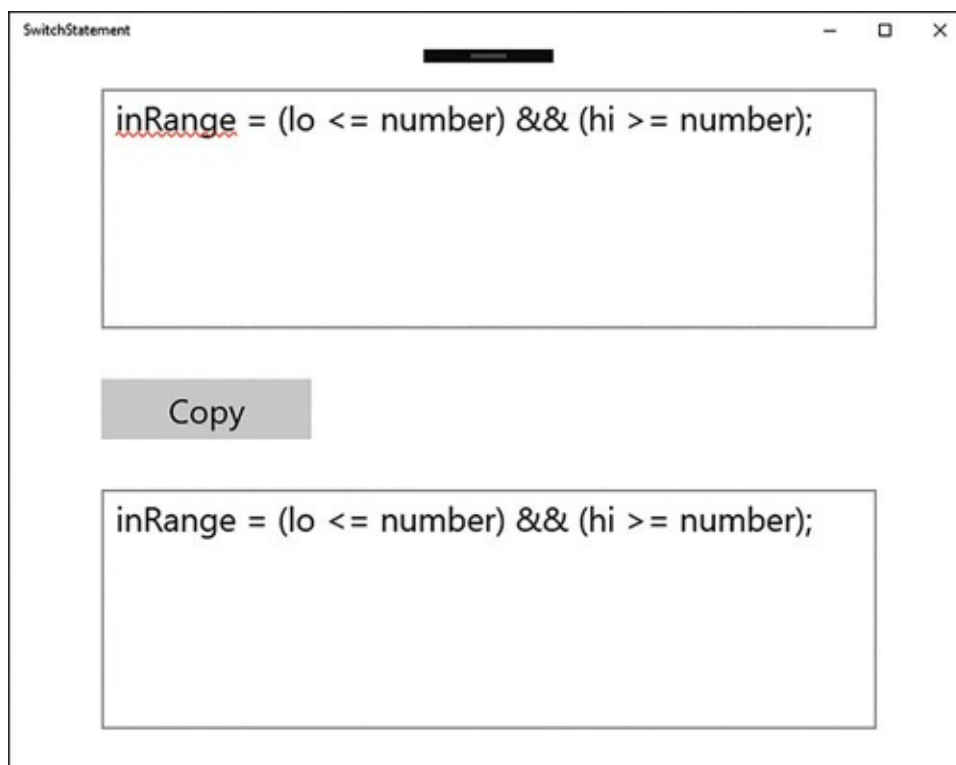 SwitchStatement
inRange = (lo <= number) && (hi >= number);
Copy
inRange = (lo <= number) && (hi >= number);